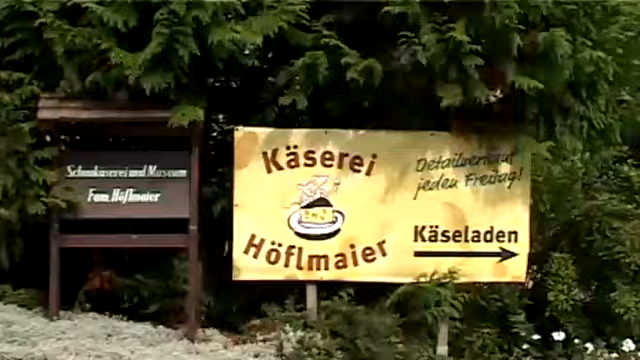 Schaukäserei und Museum
Fam. Höflmaier
Käserei
Höflmaier
Detailverkauf
jeden Freitag!
Käseladen